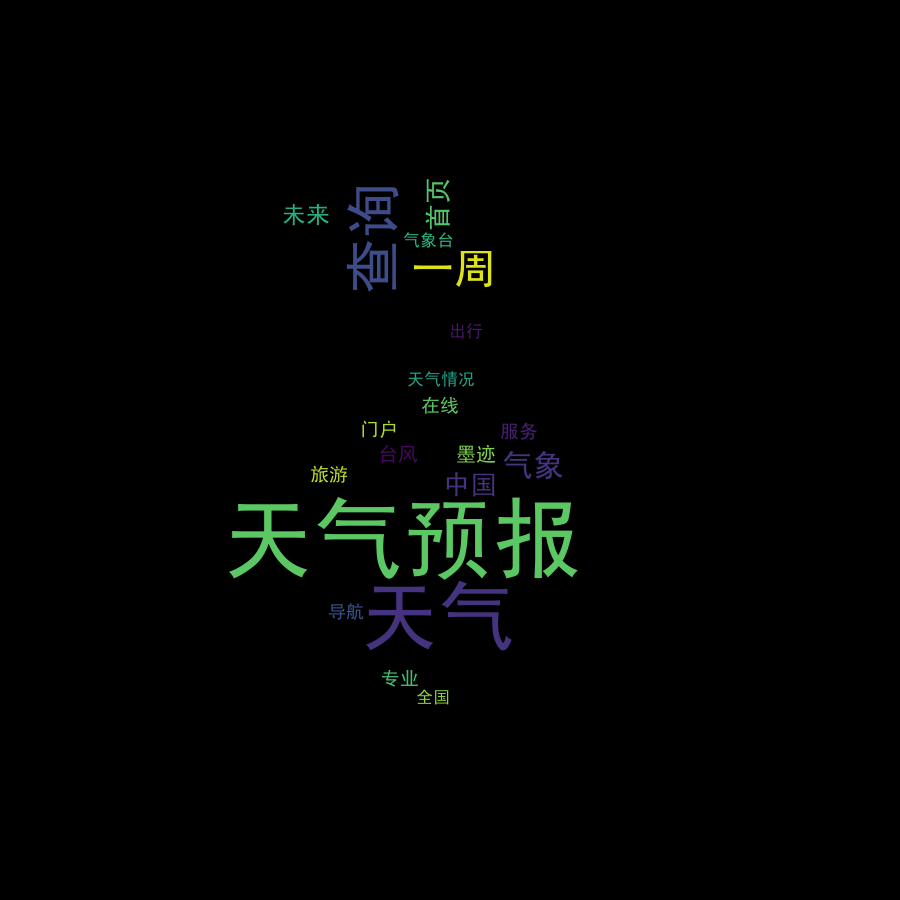 未来
查询
首页
气象台
一周
出行
天气情况
在线
门户
服务
台风
墨迹
气象
旅游
中国
天气预报
天气
导航
专业
全国